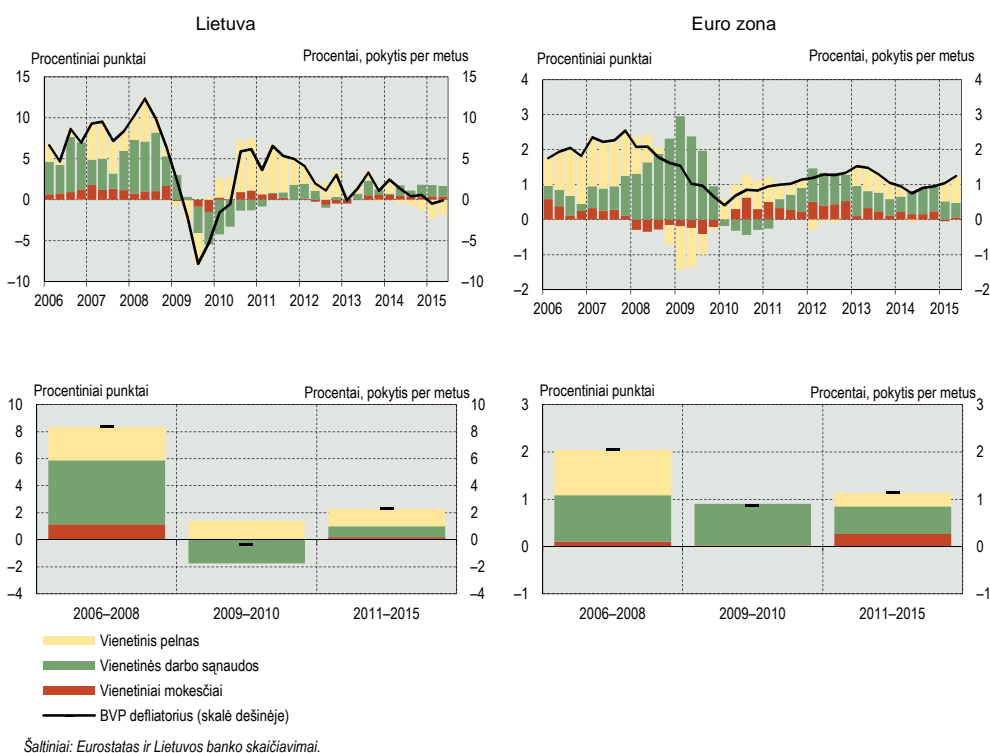 Lietuva
Procentiniai punktai
Procentai, pokytis per metus
15 15
10 10
5 5
0 0
–5 –5
–10 –10
2006 2007 2008 2009 2010 2011 2012 2013 2014 2015
Euro zona
Procentiniai punktai
Procentai, pokytis per metus
4 4
3 3
2 2
1 1
0 0
–1 –1
–2 –2
2006 2007 2008 2009 2010 2011 2012 2013 2014 2015
Procentiniai punktai
Procentai, pokytis per metus
10 10
8 8
6 6
4 4
2 2
0 0
–2 –2
–4 –4
2006–2008 2009–2010 2011–2015
Procentiniai punktai
Procentai, pokytis per metus
3 3
2 2
1 1
0 0
–1 –1
2006–2008 2009–2010 2011–2015
Vienetinis pelnas
Vienetinės darbo sąnaudos
Vienetiniai mokesčiai
BVP defliatorius (skalė dešinėje)
Šaltiniai: Eurostatas ir Lietuvos banko skaičiavimai.